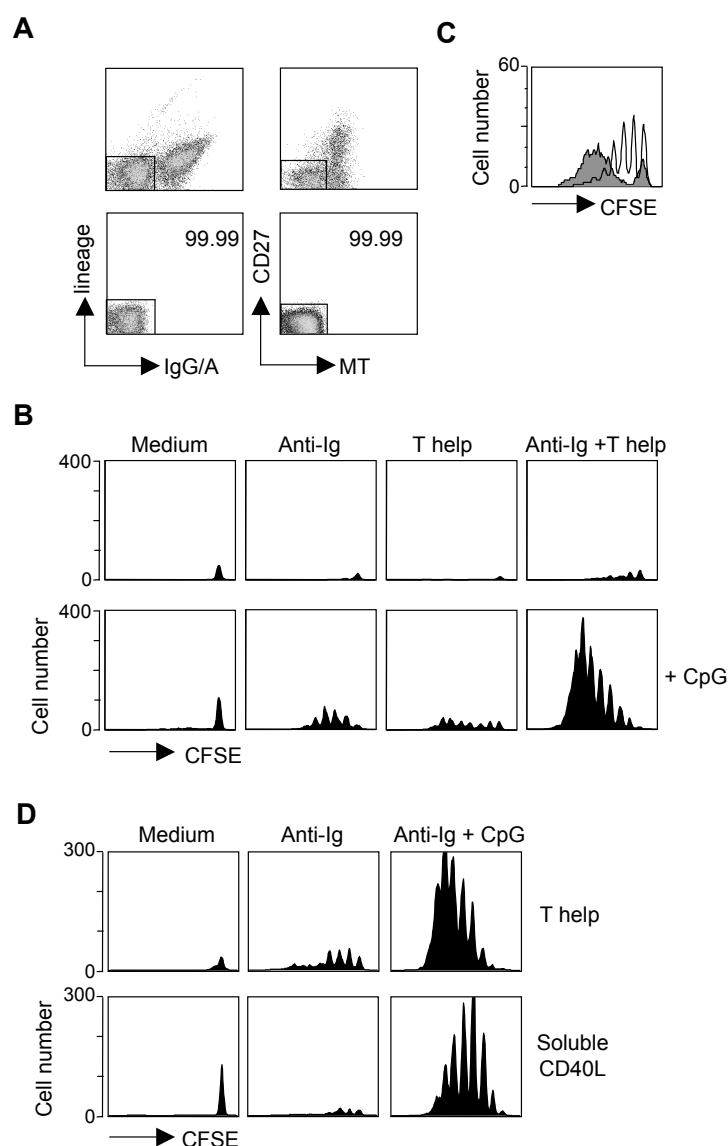 A
lineage
IgG/A
99.99
CD27
MT
99.99
C
60
0
Cell number
CFSE
B
Medium
Anti-Ig
T help
Anti-Ig +T help
400
0
400
0
Cell number
+ CpG
CFSE
D
Medium
Anti-Ig
Anti-Ig + CpG
300
0
T help
300
0
Cell number
Soluble
CD40L
CFSE